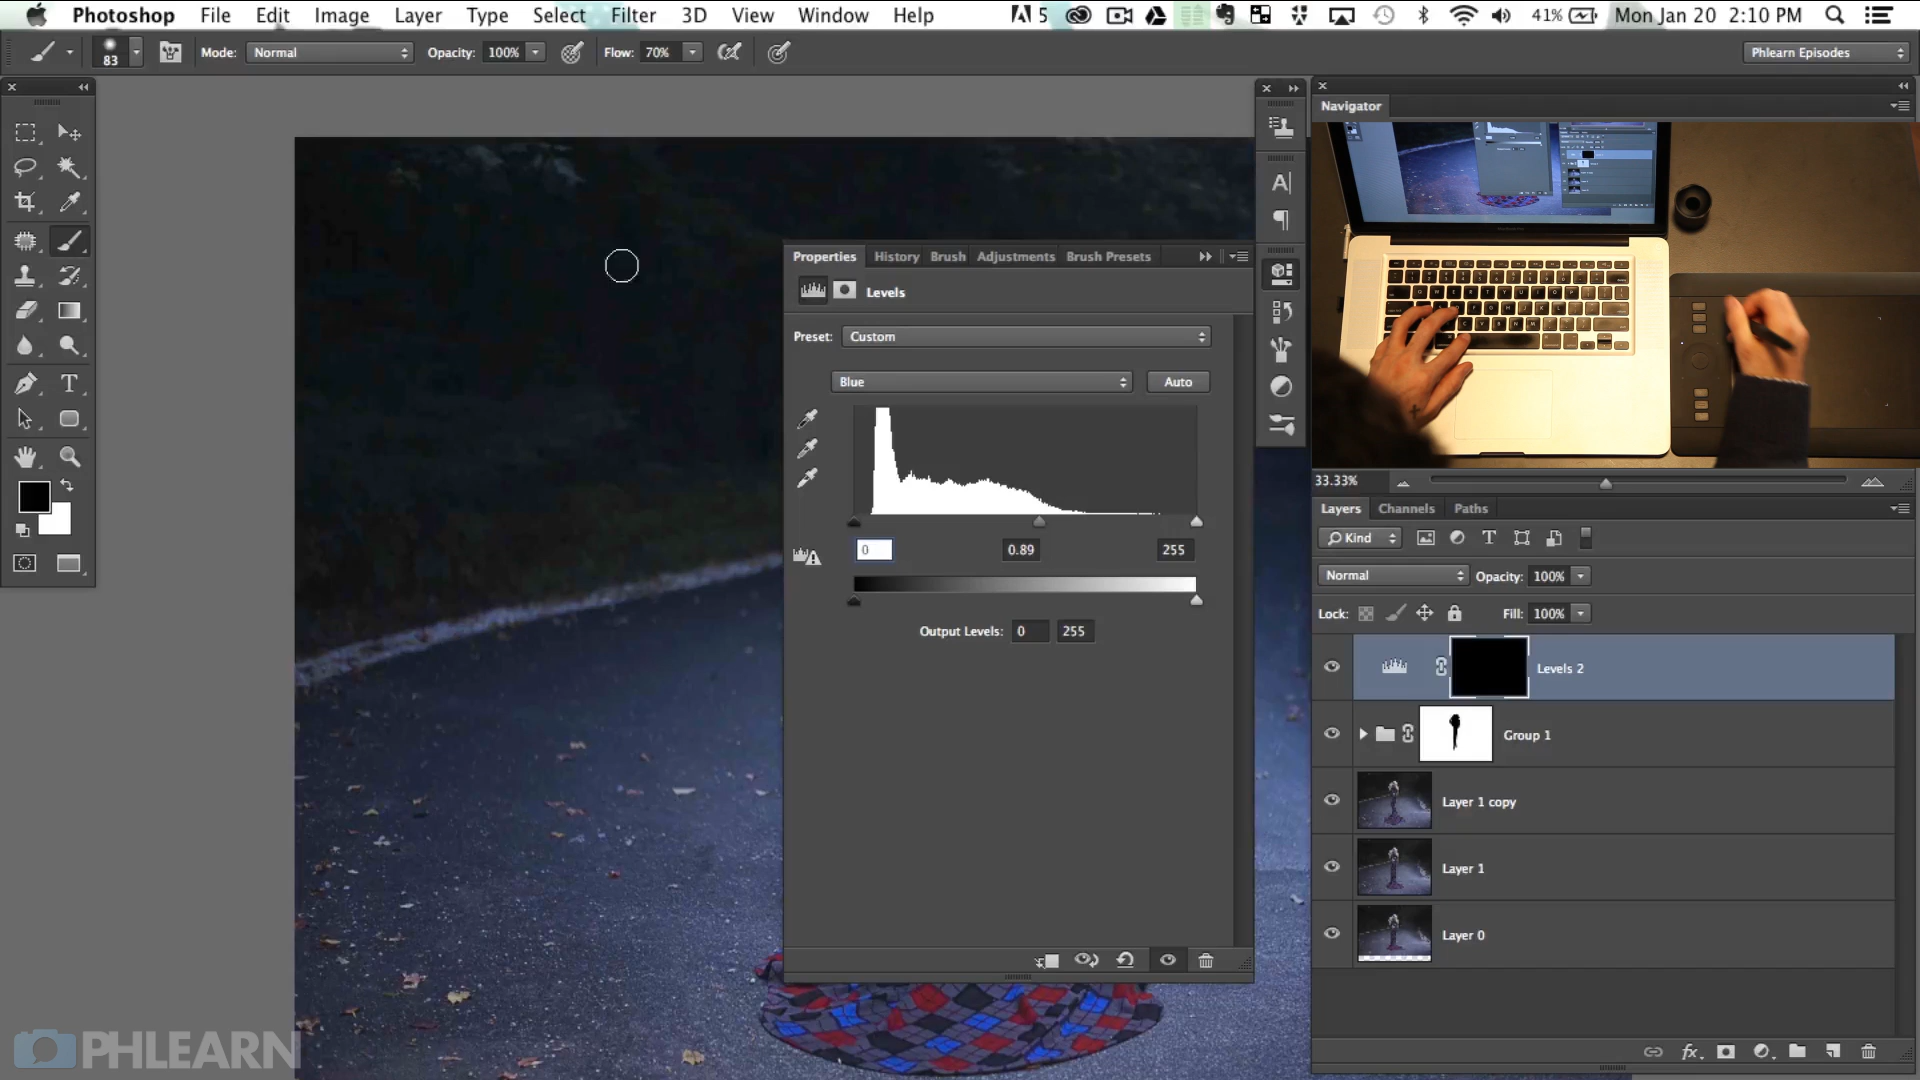 Photoshop File Edit Image Layer Type Select Filter 3D View Window Help 5 41% Mon Jan 20 2:10 PM
83 Mode: Normal Opacity: 100% Flow: 70% Phlearn Episodes
Navigator
Properties History Brush Adjustments Brush Presets
Levels
Preset: Custom
Blue Auto
0 0.89 255
Output Levels: 0 255
33.33%
Layers Channels Paths
Kind
Normal Opacity: 100%
Lock: Fill: 100%
Levels 2
Group 1
Layer 1 copy
Layer 1
Layer 0
fx
PHLEARN